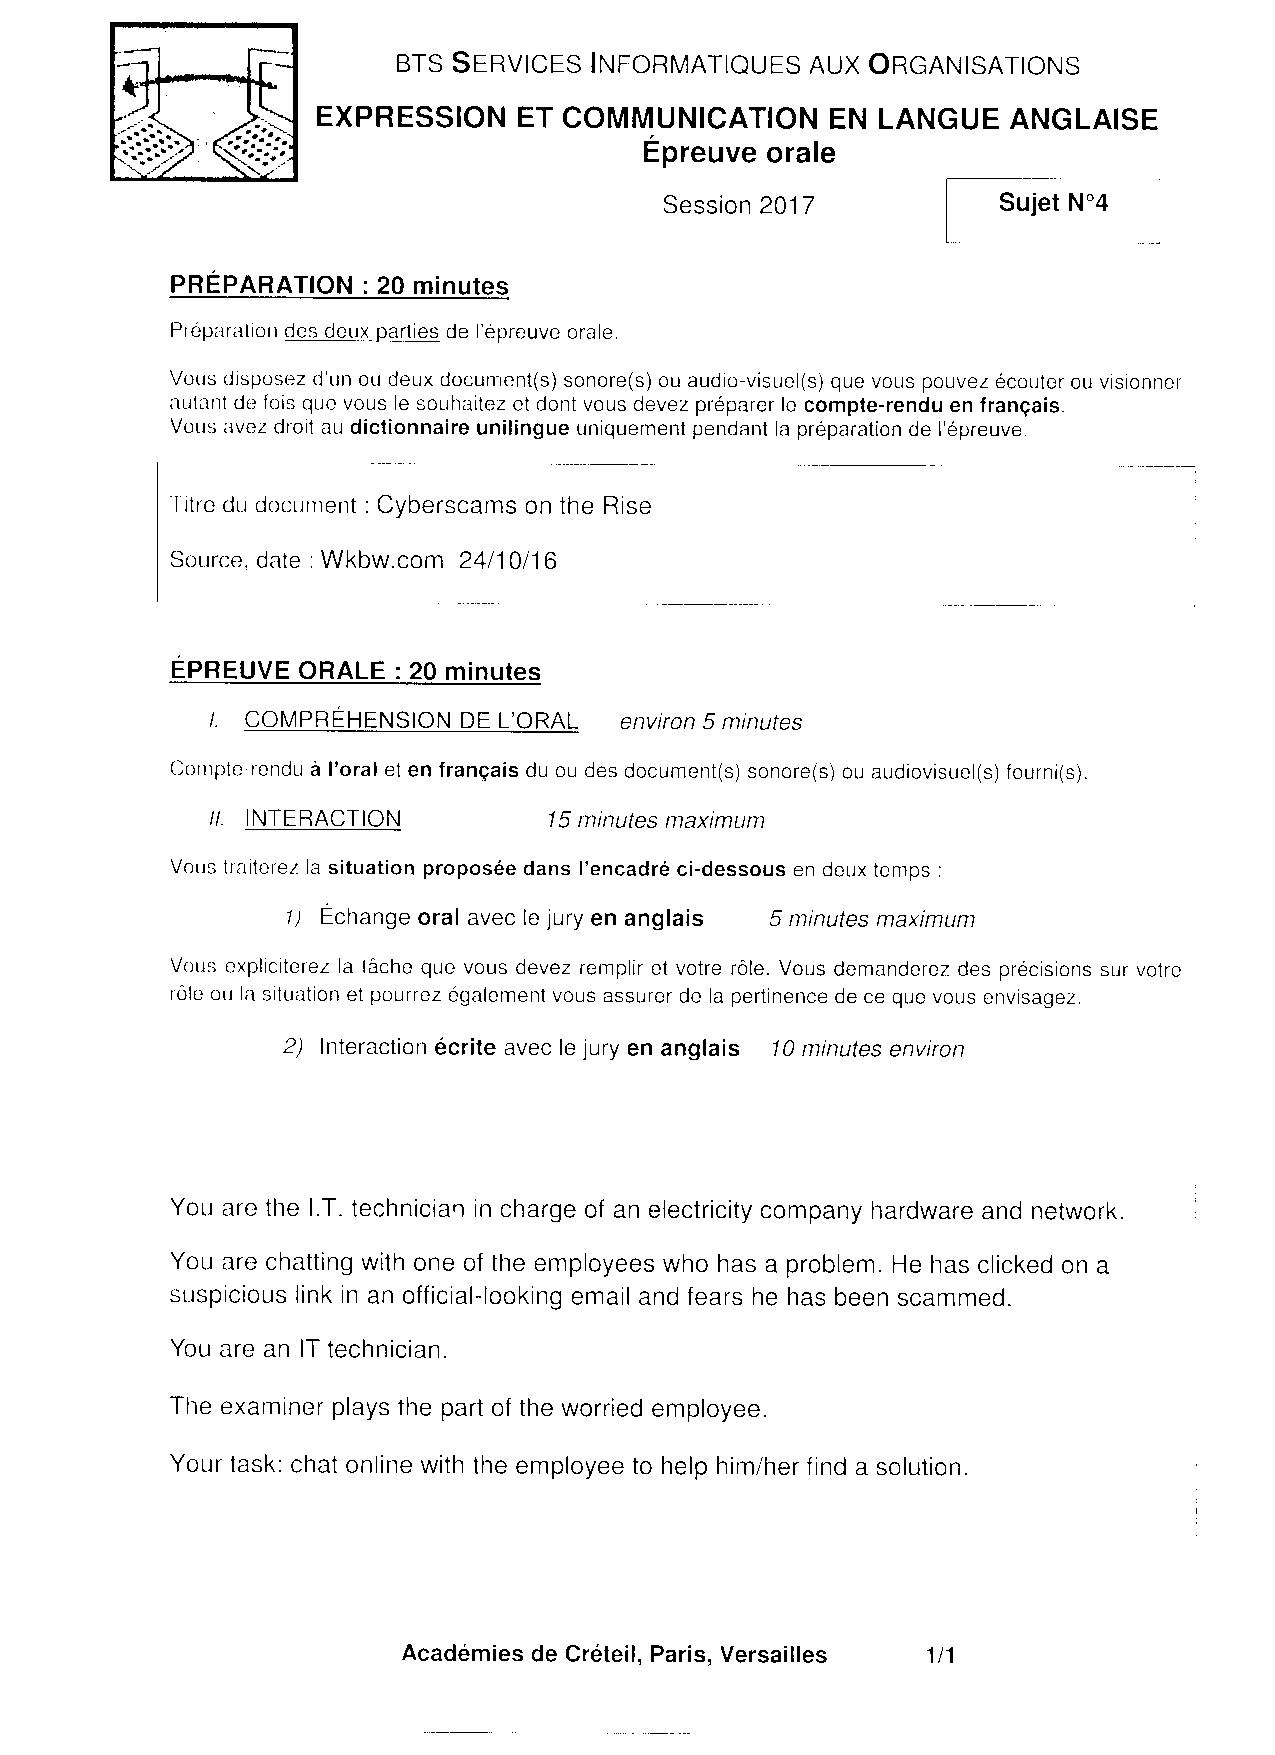 BTS SERVICES INFORMATIQUES AUX ORGANISATIONS
EXPRESSION ET COMMUNICATION EN LANGUE ANGLAISE
Épreuve orale
Session 2017
Sujet N°4
PRÉPARATION : 20 minutes
Préparation des deux parties de l'épreuve orale.
Vous disposez d'un ou deux document(s) sonore(s) ou audio-visuel(s) que vous pouvez écouter ou visionner
autant de fois que vous le souhaitez et dont vous devez préparer le compte-rendu en français.
Vous avez droit au dictionnaire unilingue uniquement pendant la préparation de l'épreuve.
Titre du document : Cyberscams on the Rise
Source, date : Wkbw.com 24/10/16
ÉPREUVE ORALE : 20 minutes
I. COMPRÉHENSION DE L'ORAL environ 5 minutes
Compte-rendu à l'oral et en français du ou des document(s) sonore(s) ou audiovisuel(s) fourni(s).
II. INTERACTION 15 minutes maximum
Vous traiterez la situation proposée dans l'encadré ci-dessous en deux temps :
1) Échange oral avec le jury en anglais 5 minutes maximum
Vous expliciterez la tâche que vous devez remplir et votre rôle. Vous demanderez des précisions sur votre
rôle ou la situation et pourrez également vous assurer de la pertinence de ce que vous envisagez.
2) Interaction écrite avec le jury en anglais 10 minutes environ
You are the I.T. technician in charge of an electricity company hardware and network.
You are chatting with one of the employees who has a problem. He has clicked on a
suspicious link in an official-looking email and fears he has been scammed.
You are an IT technician.
The examiner plays the part of the worried employee.
Your task: chat online with the employee to help him/her find a solution.
Académies de Créteil, Paris, Versailles 1/1